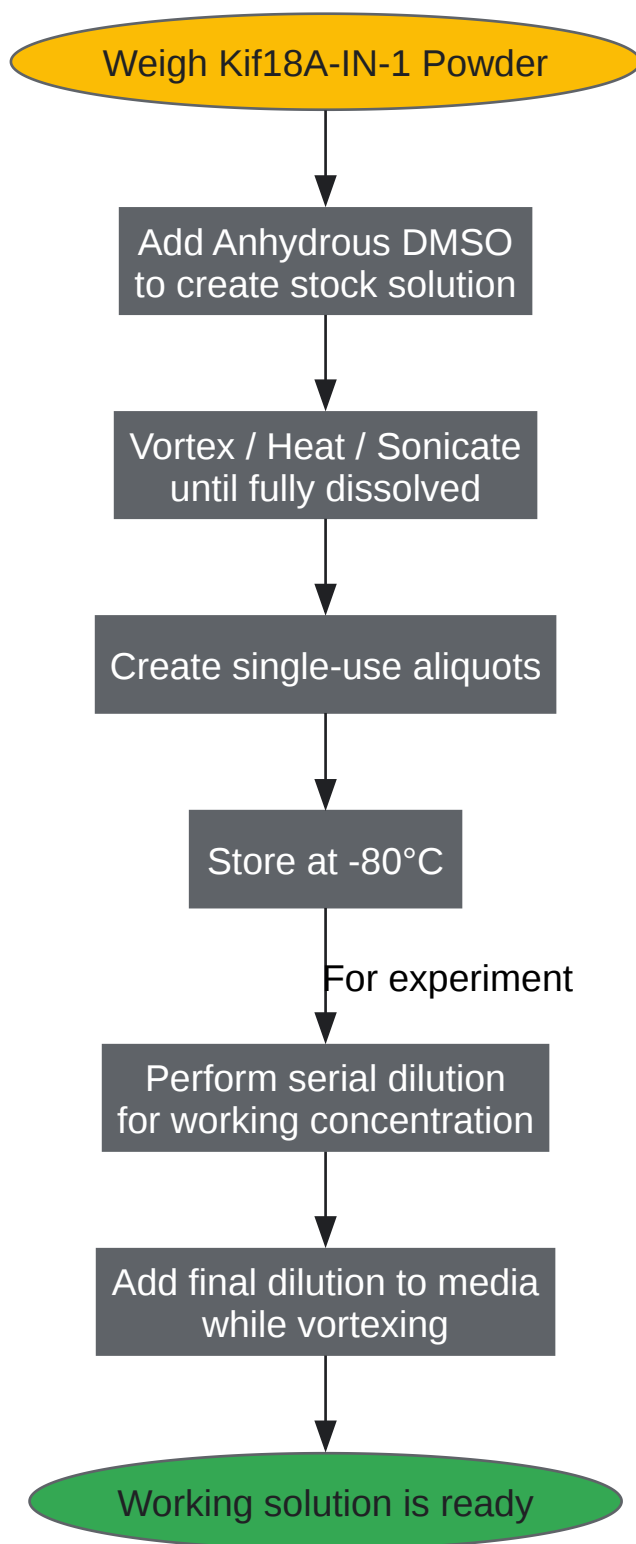 Weigh Kif18A-IN-1 Powder
Add Anhydrous DMSO
to create stock solution
Vortex / Heat / Sonicate
until fully dissolved
Create single-use aliquots
Store at -80°C
For experiment
Perform serial dilution
for working concentration
Add final dilution to media
while vortexing
Working solution is ready